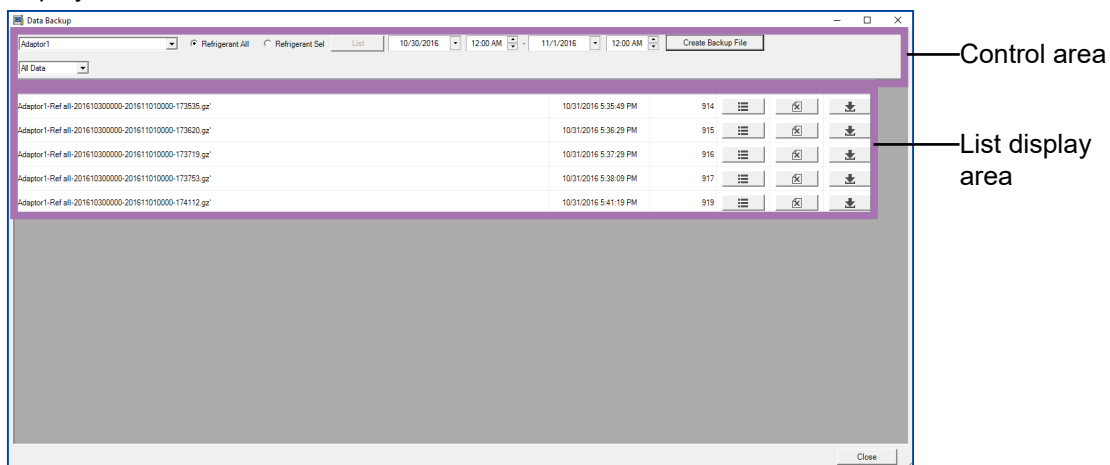 Data Backup
Adaptor1 Refrigerant All Refrigerant Sel List 10/30/2016 12:00 AM - 11/1/2016 12:00 AM Create Backup File
Control area
All Data
Adaptor1-Ref all-201610300000-201611010000-173535.gz' 10/31/2016 5:35:49 PM 914
Adaptor1-Ref all-201610300000-201611010000-173620.gz' 10/31/2016 5:36:29 PM 915
List display
area
Adaptor1-Ref all-201610300000-201611010000-173719.gz' 10/31/2016 5:37:29 PM 916
Adaptor1-Ref all-201610300000-201611010000-173753.gz' 10/31/2016 5:38:09 PM 917
Adaptor1-Ref all-201610300000-201611010000-174112.gz' 10/31/2016 5:41:19 PM 919
Close